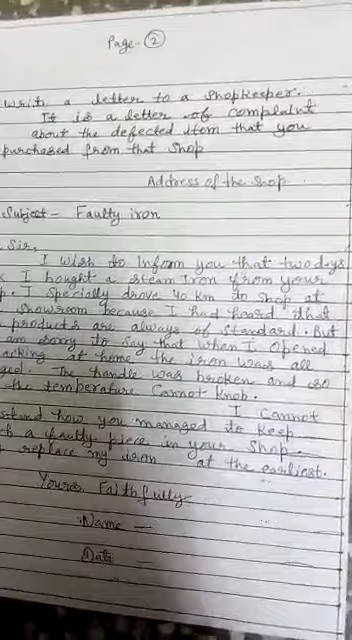 Page - 2
Write a letter to a Shopkeeper.
It is a letter of complaint
about the defected item that you
purchased from that Shop
Address of the Shop
Subject - Faulty iron
Sir,
I wish to Inform you that two days
I bought a steam Iron from your
p. I specially drove 40 Km to Shop at
showroom because I had heard that
products are always of Standard. But
am sorry to say that when I opened
acking at home the iron was all
ged. The handle was broken and so
the temperature Cannot Knob.
I Cannot
stand how you managed to Keep
a faulty piece in your Shop.
replace my iron at the earliest.
Yours Faithfully
Name -
Date -